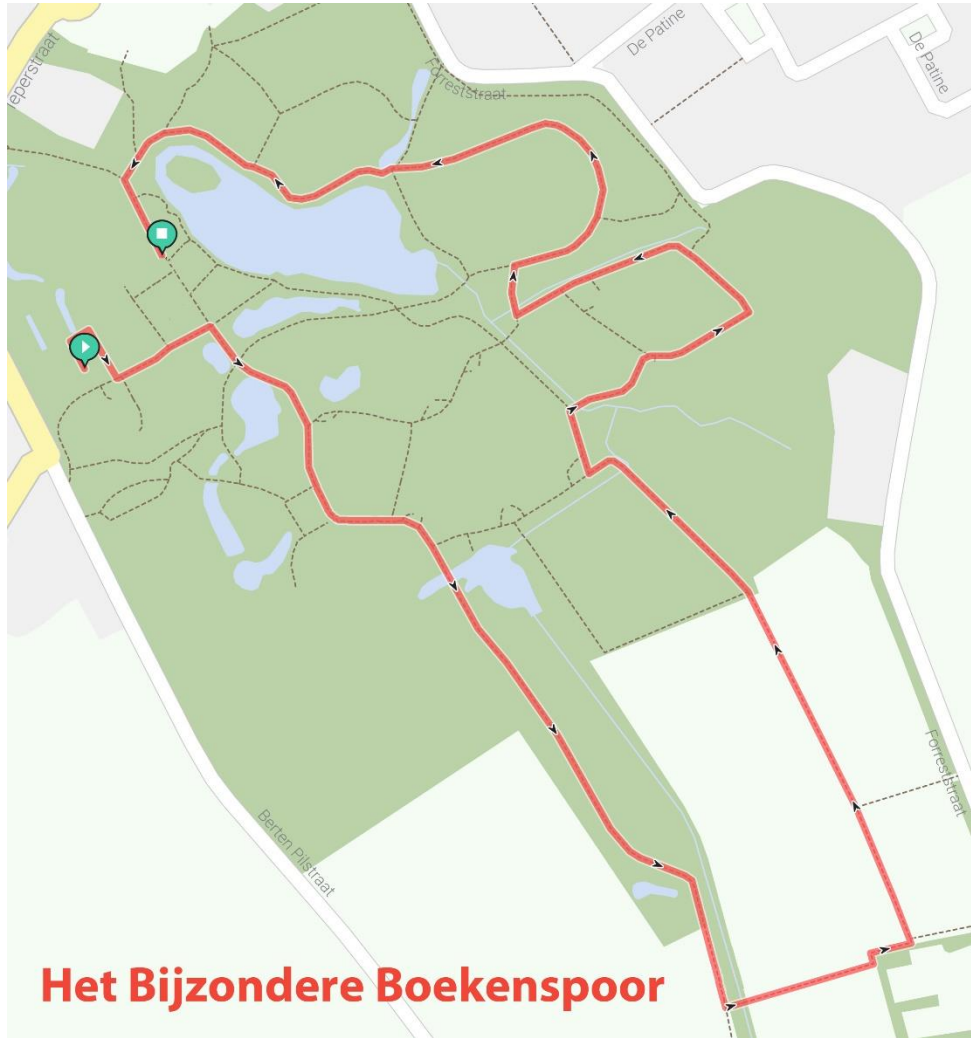 De Patine
De Patine
Forreststraat
Forreststraat
Berten Pilstraat
Het Bijzondere Boekenspoor